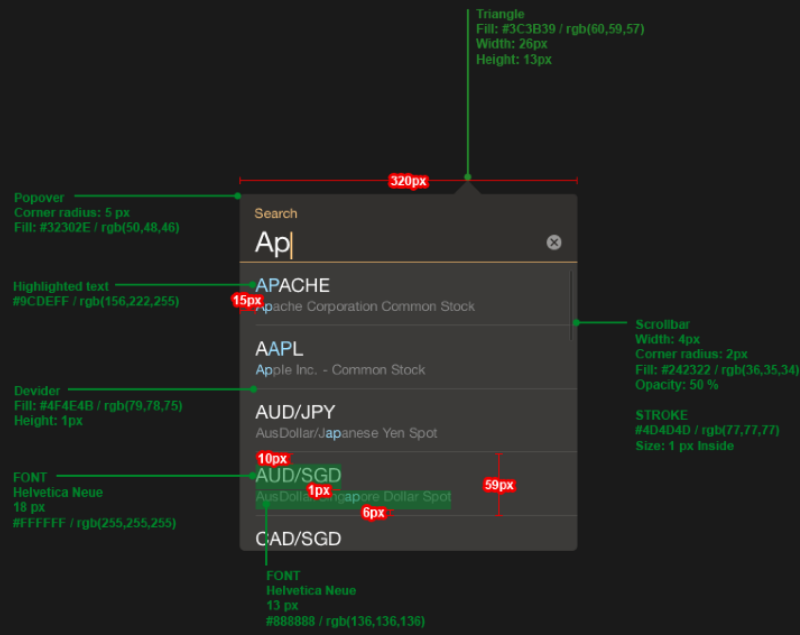 Triangle
Fill: #3C3B39 / rgb(60,59,57)
Width: 26px
Height: 13px
320px
Popover
Corner radius: 5 px
Fill: #32302E / rgb(50,48,46)
Search
Ap
Highlighted text
#9CDEFF / rgb(156,222,255)
15px
APACHE
Apache Corporation Common Stock
Scrollbar
Width: 4px
Corner radius: 2px
Fill: #242322 / rgb(36,35,34)
Opacity: 50 %
STROKE
#4D4D4D / rgb(77,77,77)
Size: 1 px Inside
AAPL
Apple Inc. - Common Stock
Devider
Fill: #4F4E4B / rgb(79,78,75)
Height: 1px
AUD/JPY
AusDollar/Japanese Yen Spot
10px
FONT
Helvetica Neue
18 px
#FFFFFF / rgb(255,255,255)
AUD/SGD
1px
AusDollar/Singapore Dollar Spot
59px
6px
CAD/SGD
FONT
Helvetica Neue
13 px
#888888 / rgb(136,136,136)